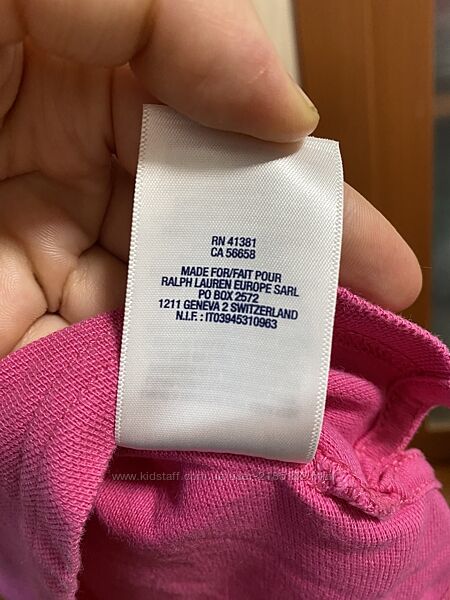 RN 41381
CA 56658
MADE FOR/FAIT POUR
RALPH LAUREN EUROPE SARL
PO BOX 2572
1211 GENEVA 2 SWITZERLAND
N.I.F. : IT03945310963